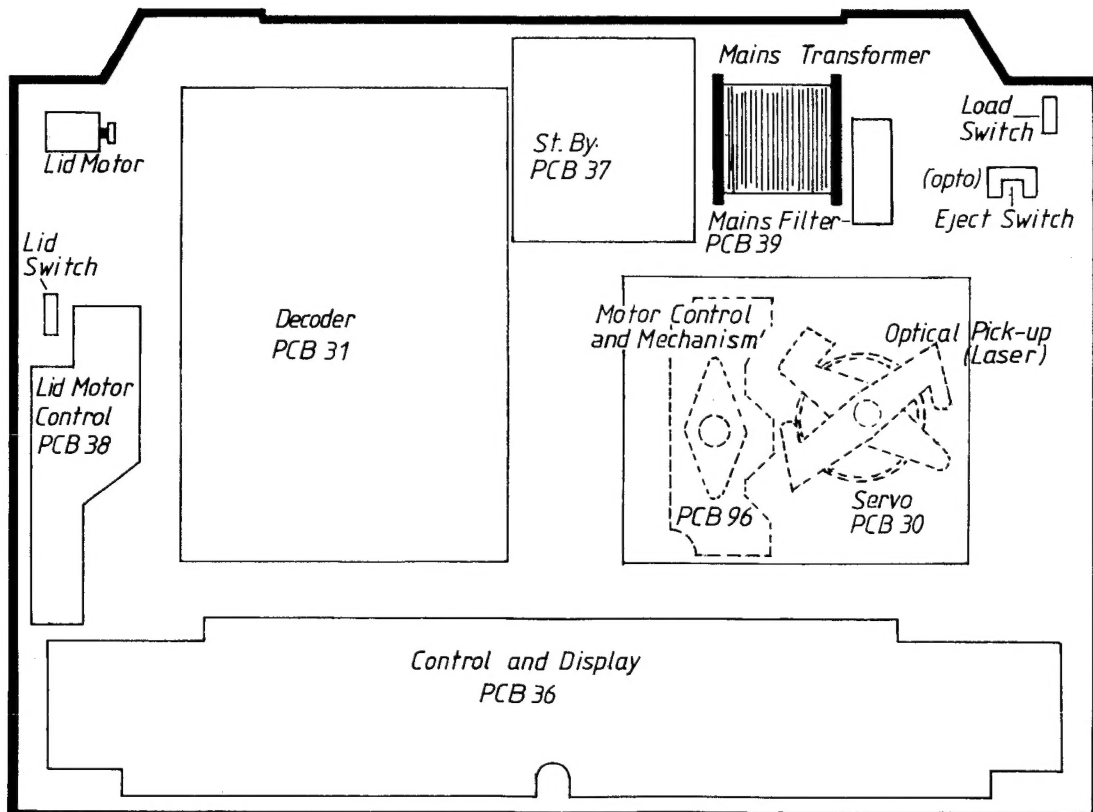 Mains Transformer
Load
Switch
Lid Motor
St. By.
PCB 37
(opto)
Eject Switch
Mains Filter
PCB 39
Lid
Switch
Decoder
PCB 31
Motor Control
and Mechanism
Optical Pick-up
(Laser)
Lid Motor
Control
PCB 38
PCB 96
Servo
PCB 30
Control and Display
PCB 36